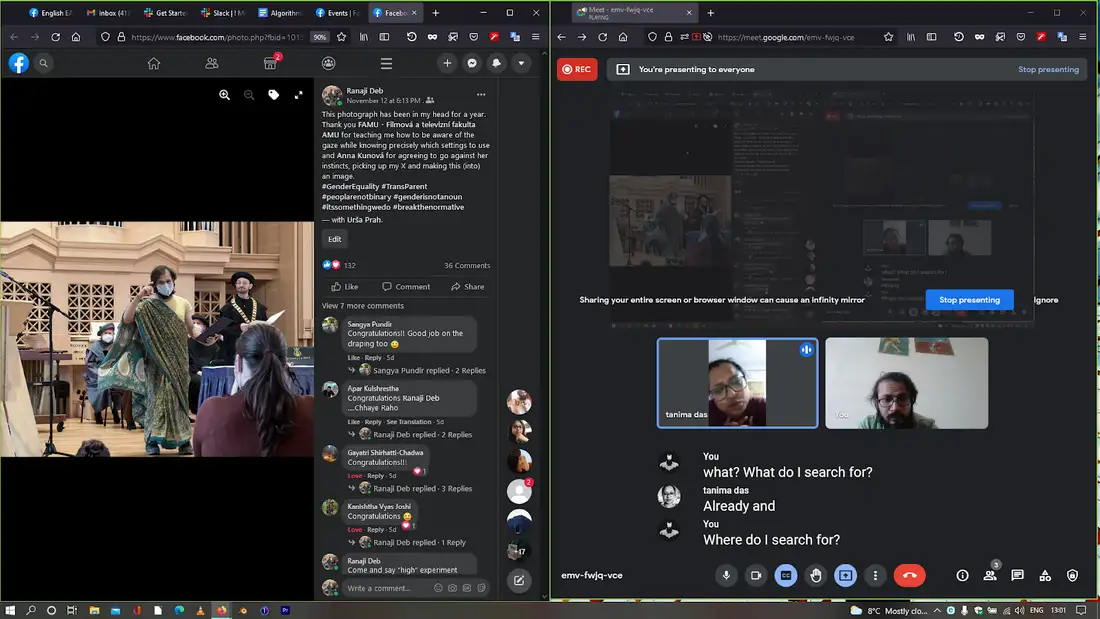 English EA
Inbox (41
Get Starte
Slack | ! M
Algorithm
Events | F
Facebo
https://www.facebook.com/photo.php?fbid=101
90%
2
Ranaji Deb
November 12 at 6:13 PM ·
This photograph has been in my head for a year.
Thank you FAMU - Filmová a televizní fakulta
AMU for teaching me how to be aware of the
gaze while knowing precisely which settings to use
and Anna Kunová for agreeing to go against her
instincts, picking up my X and making this (into)
an image.
#GenderEquality #TransParent
#peoplarenotbinary #genderisnotanoun
#itssomethingwedo #breakthenormative
— with Urša Prah.
Edit
132
36 Comments
Like
Comment
Share
View 7 more comments
Sangya Pundir
Congratulations!! Good job on the
draping too
Like · Reply · 5d
Sangya Pundir replied · 2 Replies
Apar Kulshrestha
Congratulations Ranaji Deb
....Chhaye Raho
Like · Reply · See Translation · 5d
Ranaji Deb replied · 2 Replies
Gayatri Shirhatti-Chadwa
Congratulations!!!
1
Love · Reply · 5d
Ranaji Deb replied · 3 Replies
Kanishtha Vyas Joshi
Congratulations
1
Love · Reply · 5d
Ranaji Deb replied · 1 Reply
Ranaji Deb
Come and say "high" experiment
Write a comment...
2
+17
Meet - emv-fwjq-vce
PLAYING
https://meet.google.com/emv-fwjq-vce
REC
You're presenting to everyone
Stop presenting
Sharing your entire screen or browser window can cause an infinity mirror
Stop presenting
Ignore
tanima das
You
You
what? What do I search for?
tanima das
Already and
You
Where do I search for?
emv-fwjq-vce
3
8°C Mostly clo...
ENG
13:01